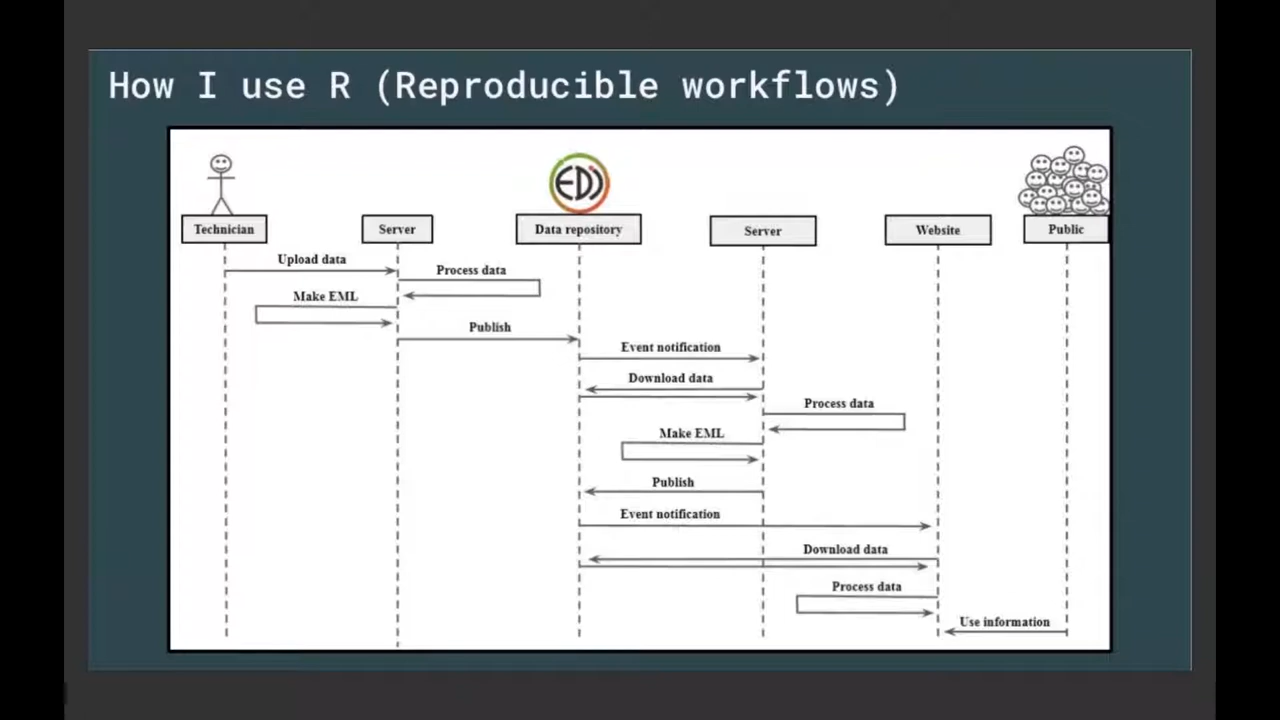 How I use R (Reproducible workflows)
EDI
Technician
Server
Data repository
Server
Website
Public
Upload data
Process data
Make EML
Publish
Event notification
Download data
Process data
Make EML
Publish
Event notification
Download data
Process data
Use information